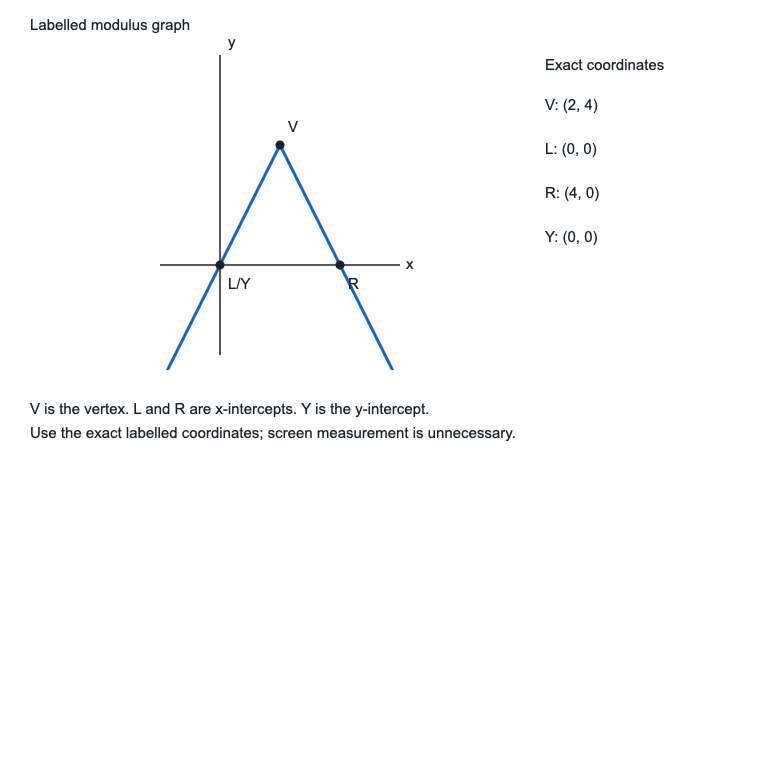 Labelled modulus graph
y
Exact coordinates
V: (2, 4)
V
L: (0, 0)
R: (4, 0)
Y: (0, 0)
x
L/Y
R
V is the vertex. L and R are x-intercepts. Y is the y-intercept.
Use the exact labelled coordinates; screen measurement is unnecessary.